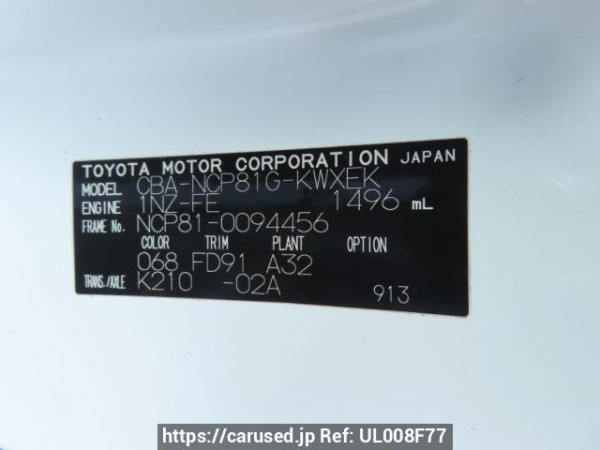 TOYOTA MOTOR CORPORATION JAPAN
MODEL CBA-NCP81G-KWXEK
ENGINE 1NZ-FE 1496 mL
FRAME No. NCP81-0094456
COLOR TRIM PLANT OPTION
068 FD91 A32
TRANS./AXLE K210 -02A
913
https://carused.jp Ref: UL008F77